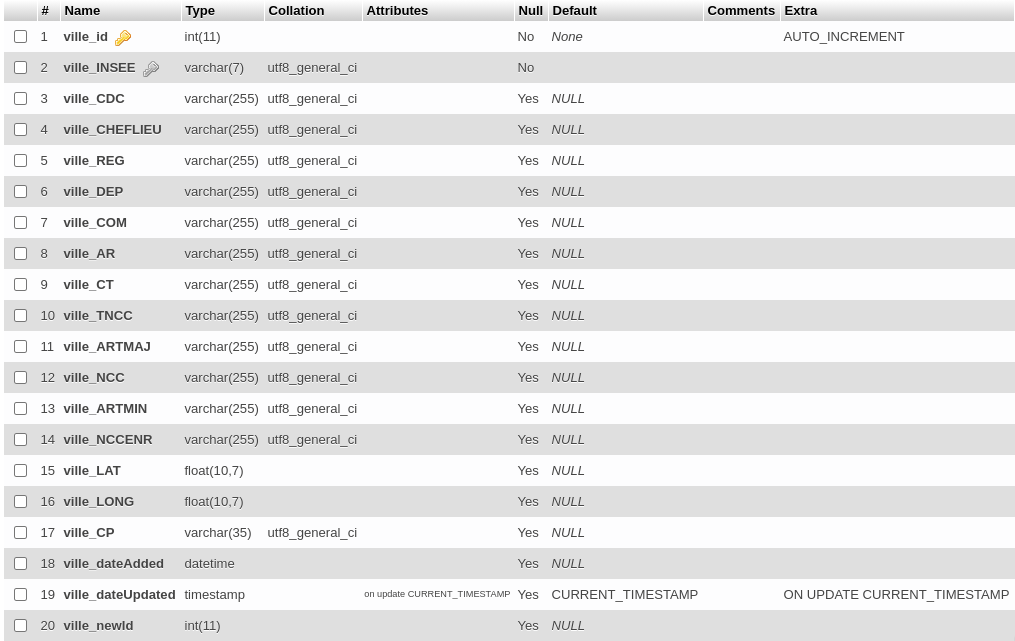 # Name Type Collation Attributes Null Default Comments Extra
1 ville_id int(11) No None AUTO_INCREMENT
2 ville_INSEE varchar(7) utf8_general_ci No
3 ville_CDC varchar(255) utf8_general_ci Yes NULL
4 ville_CHEFLIEU varchar(255) utf8_general_ci Yes NULL
5 ville_REG varchar(255) utf8_general_ci Yes NULL
6 ville_DEP varchar(255) utf8_general_ci Yes NULL
7 ville_COM varchar(255) utf8_general_ci Yes NULL
8 ville_AR varchar(255) utf8_general_ci Yes NULL
9 ville_CT varchar(255) utf8_general_ci Yes NULL
10 ville_TNCC varchar(255) utf8_general_ci Yes NULL
11 ville_ARTMAJ varchar(255) utf8_general_ci Yes NULL
12 ville_NCC varchar(255) utf8_general_ci Yes NULL
13 ville_ARTMIN varchar(255) utf8_general_ci Yes NULL
14 ville_NCCENR varchar(255) utf8_general_ci Yes NULL
15 ville_LAT float(10,7) Yes NULL
16 ville_LONG float(10,7) Yes NULL
17 ville_CP varchar(35) utf8_general_ci Yes NULL
18 ville_dateAdded datetime Yes NULL
19 ville_dateUpdated timestamp on update CURRENT_TIMESTAMP Yes CURRENT_TIMESTAMP ON UPDATE CURRENT_TIMESTAMP
20 ville_newId int(11) Yes NULL